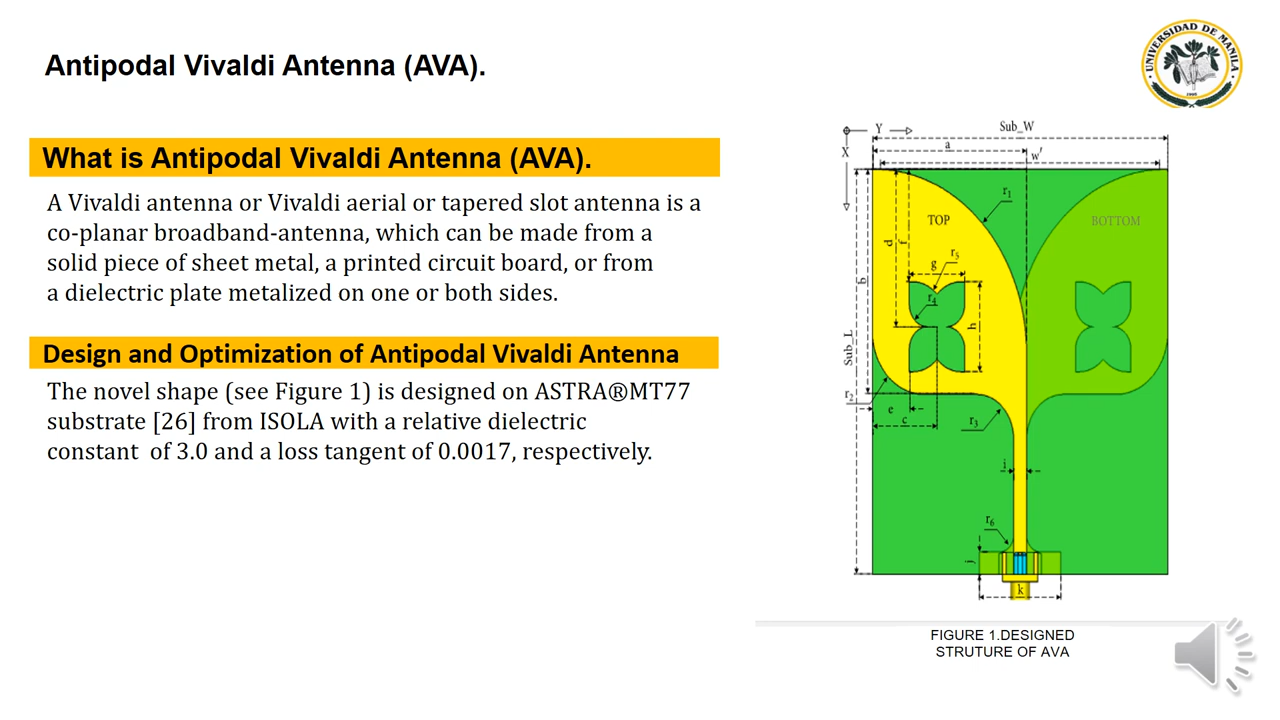 Antipodal Vivaldi Antenna (AVA).
UNIVERSIDAD DE MANILA
1995
What is Antipodal Vivaldi Antenna (AVA).
A Vivaldi antenna or Vivaldi aerial or tapered slot antenna is a
co-planar broadband-antenna, which can be made from a
solid piece of sheet metal, a printed circuit board, or from
a dielectric plate metalized on one or both sides.
Design and Optimization of Antipodal Vivaldi Antenna
The novel shape (see Figure 1) is designed on ASTRA®MT77
substrate [26] from ISOLA with a relative dielectric
constant of 3.0 and a loss tangent of 0.0017, respectively.
Y
Sub_W
X
a
w'
r1
TOP
BOTTOM
d
f
r5
g
b
r4
h
Sub_L
r2
e
c
r3
i
r6
j
k
FIGURE 1.DESIGNED
STRUTURE OF AVA